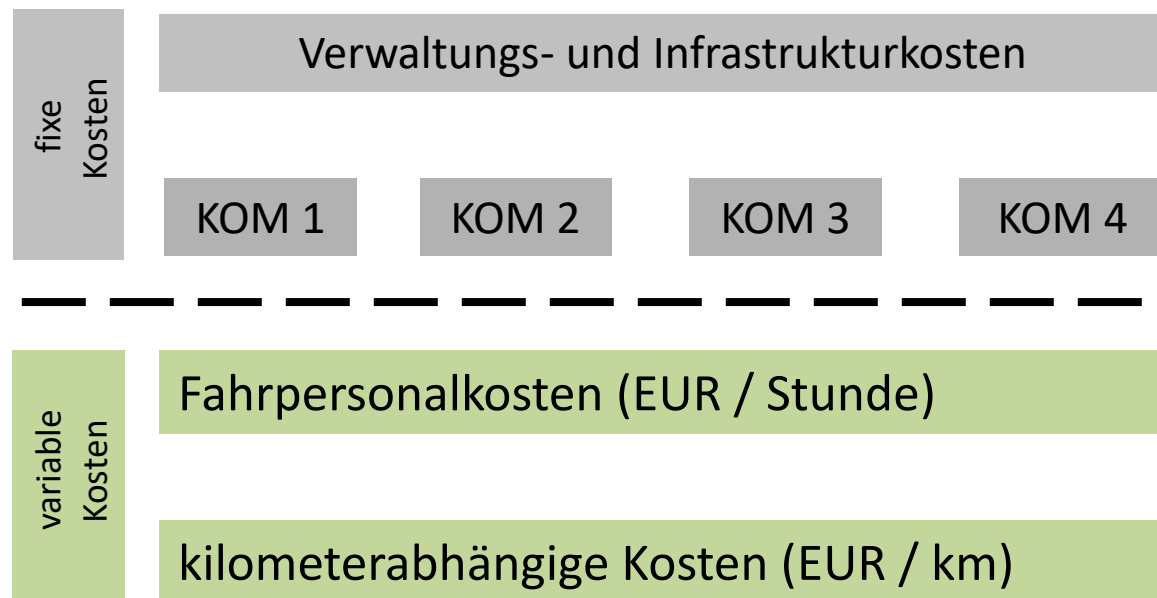 fixe
Kosten
Verwaltungs- und Infrastrukturkosten
KOM 1
KOM 2
KOM 3
KOM 4
variable
Kosten
Fahrpersonalkosten (EUR / Stunde)
kilometerabhängige Kosten (EUR / km)